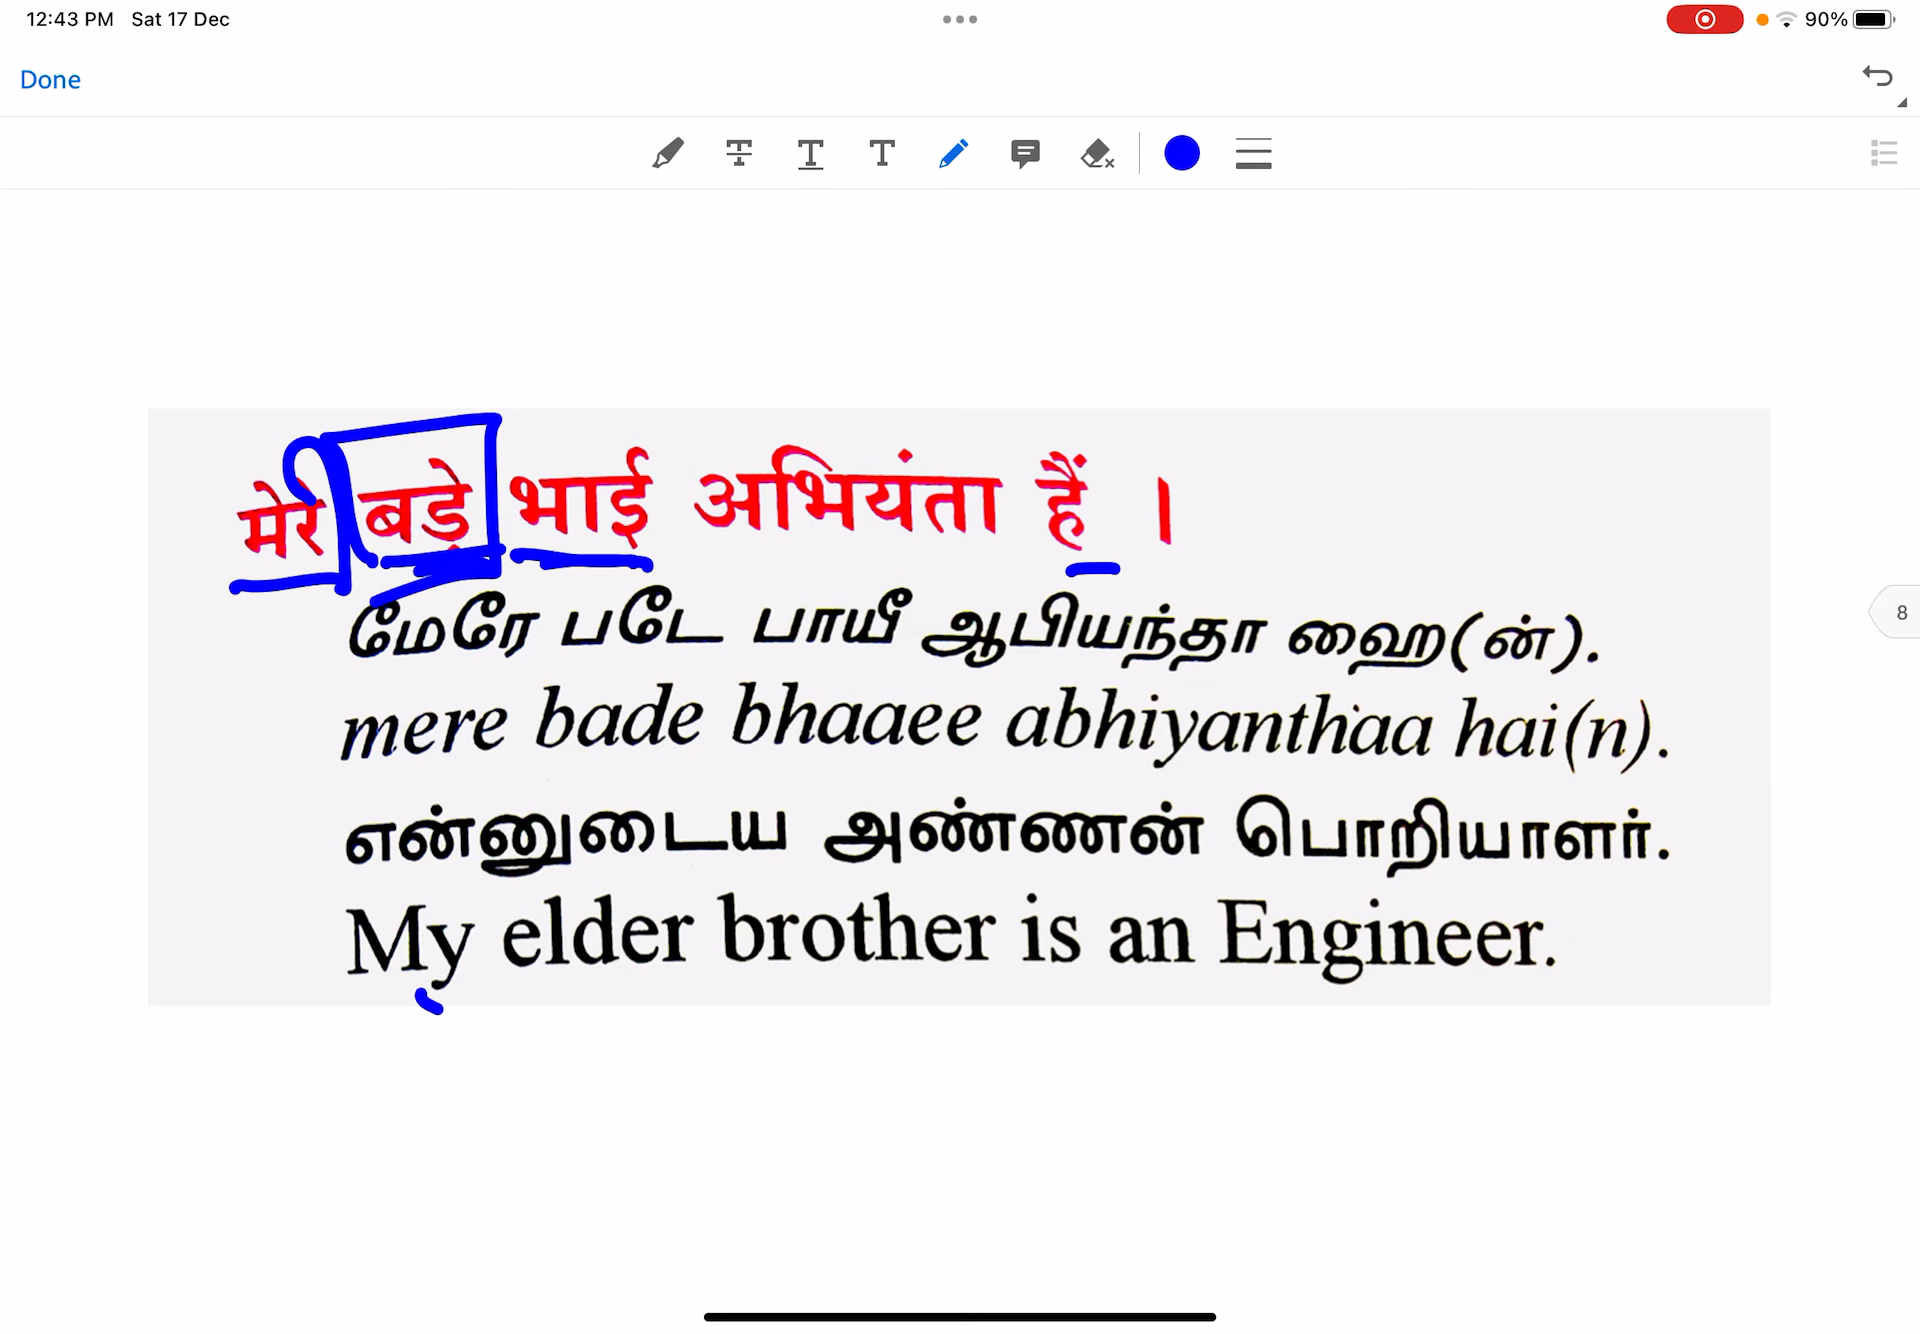 12:43 PM Sat 17 Dec
90%
Done
मेरे बड़े भाई अभियंता हैं ।
மேரே படே பாயீ ஆபியந்தா ஹை(ன்).
mere bade bhaaee abhiyanthaa hai(n).
என்னுடைய அண்ணன் பொறியாளர்.
My elder brother is an Engineer.
8